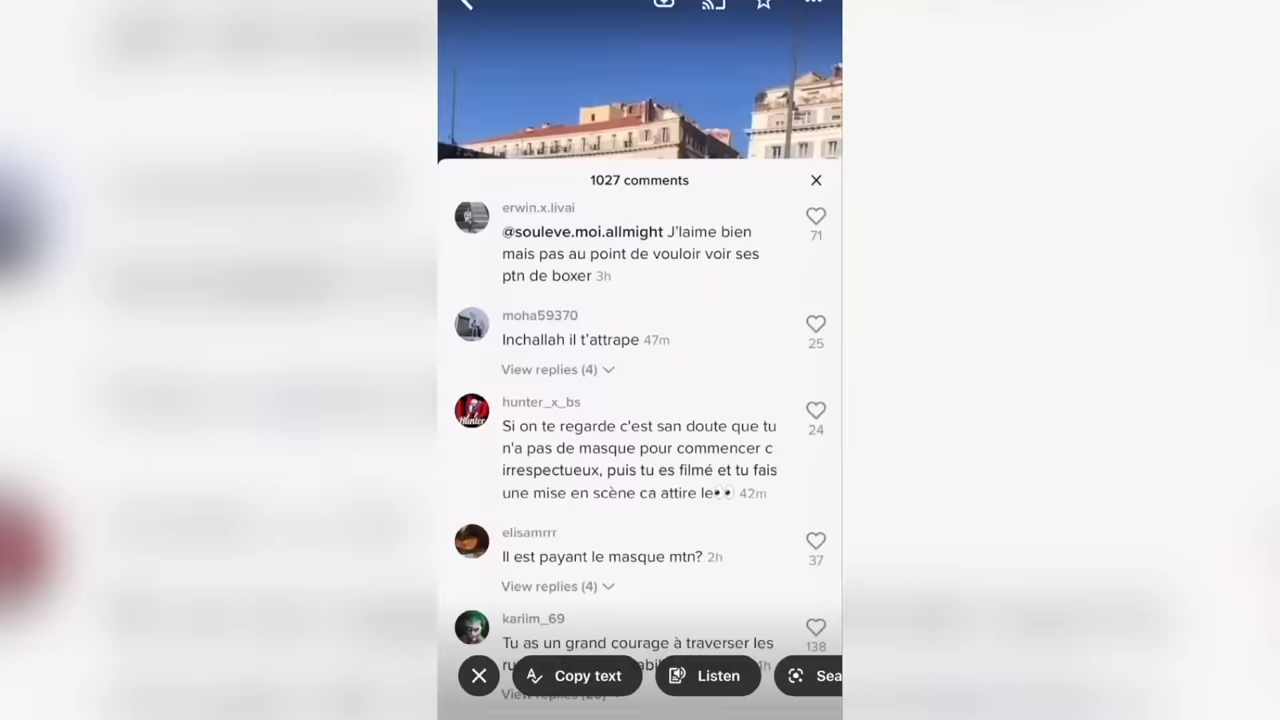 1027 comments
erwin.x.livai
@souleve.moi.allmight J'laime bien
mais pas au point de vouloir voir ses
ptn de boxer 3h
71
moha59370
Inchallah il t'attrape 47m
25
View replies (4)
hunter_x_bs
Si on te regarde c'est san doute que tu
n'a pas de masque pour commencer c
irrespectueux, puis tu es filmé et tu fais
une mise en scène ca attire le👀 42m
24
elisamrrr
Il est payant le masque mtn? 2h
37
View replies (4)
kariim_69
Tu as un grand courage à traverser les
138
Copy text
Listen
Sea